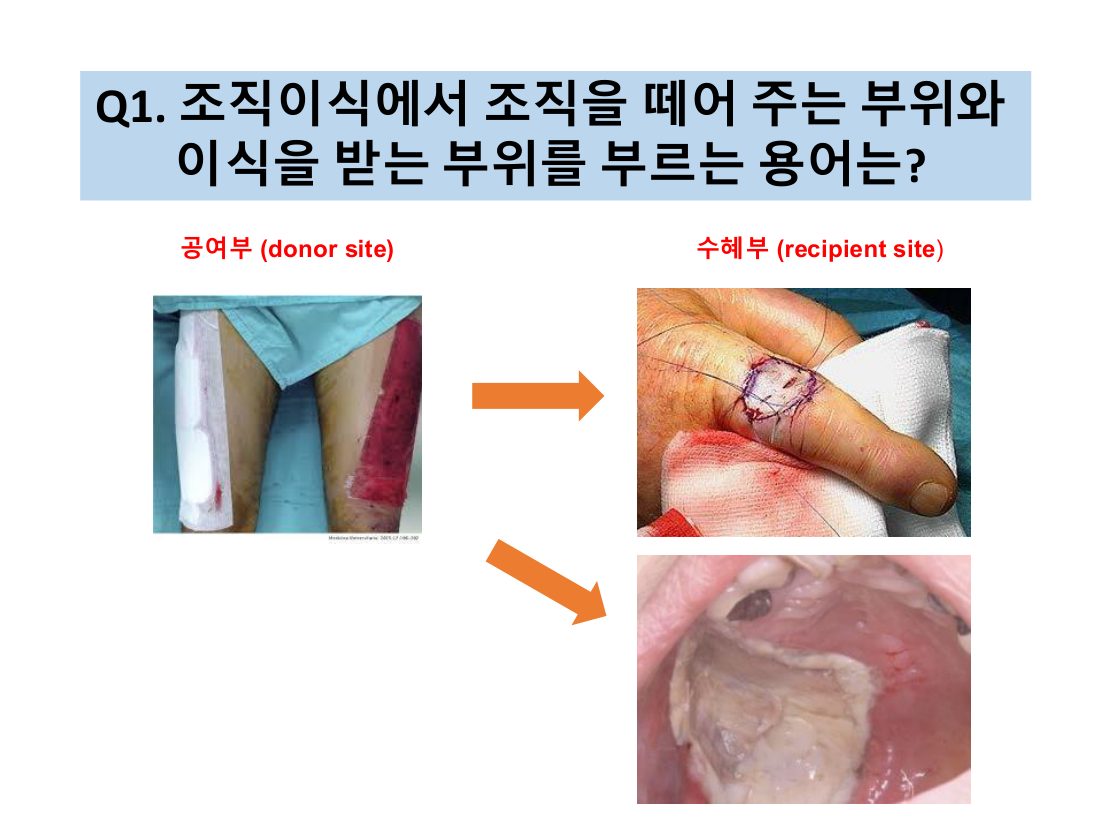 Q1. 조직이식에서 조직을 떼어 주는 부위와
이식을 받는 부위를 부르는 용어는?
공여부 (donor site)
수혜부 (recipient site)